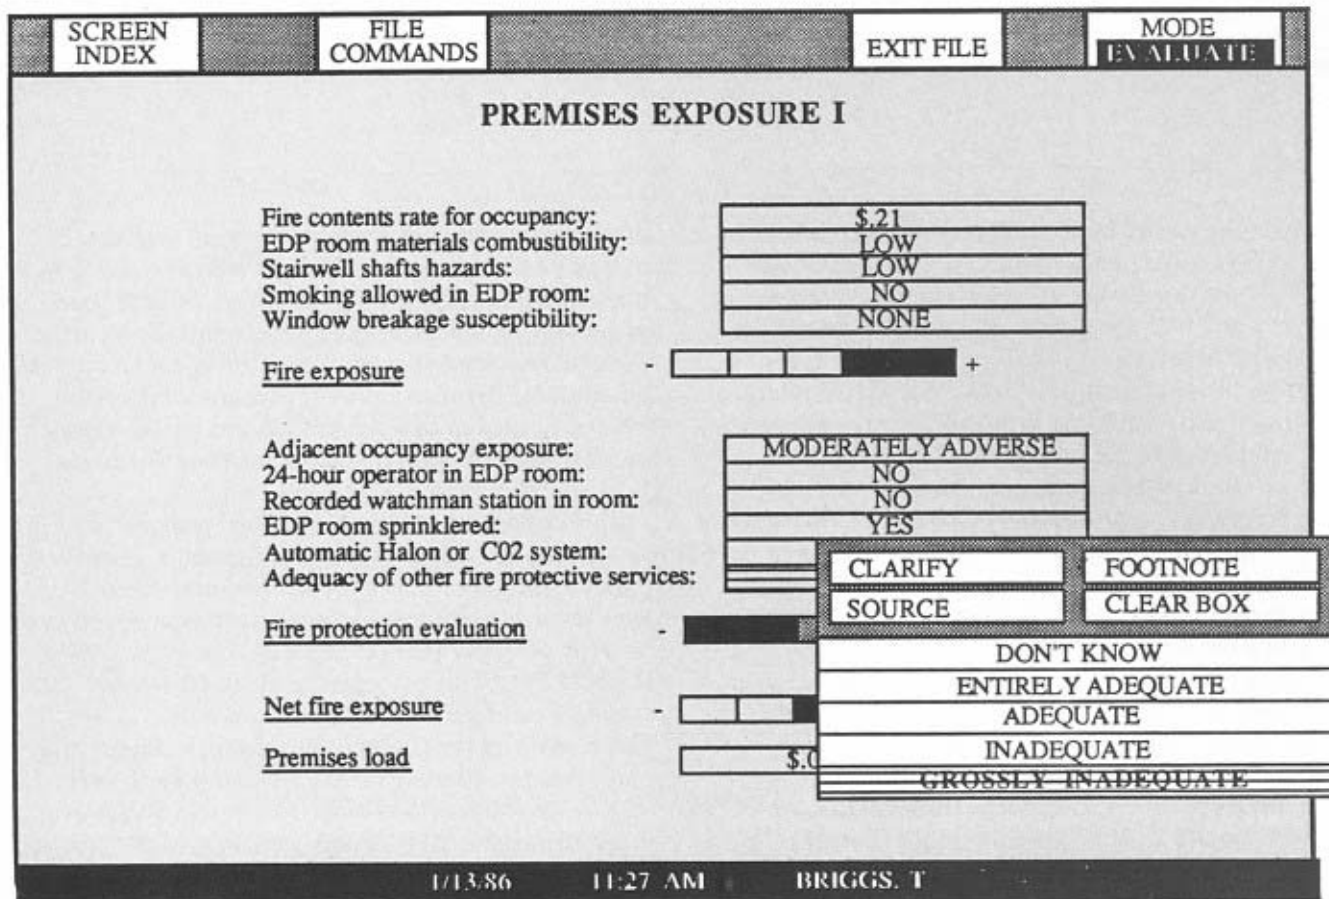 SCREEN INDEX
FILE COMMANDS
EXIT FILE
MODE
EVALUATE
PREMISES EXPOSURE I
Fire contents rate for occupancy: $.21
EDP room materials combustibility: LOW
Stairwell shafts hazards: LOW
Smoking allowed in EDP room: NO
Window breakage susceptibility: NONE
Fire exposure - +
Adjacent occupancy exposure: MODERATELY ADVERSE
24-hour operator in EDP room: NO
Recorded watchman station in room: NO
EDP room sprinklered: YES
Automatic Halon or C02 system:
Adequacy of other fire protective services:
CLARIFY
FOOTNOTE
SOURCE
CLEAR BOX
Fire protection evaluation -
DON'T KNOW
ENTIRELY ADEQUATE
Net fire exposure -
ADEQUATE
INADEQUATE
Premises load
GROSSLY INADEQUATE
1/13/86 11:27 AM BRIGGS, T